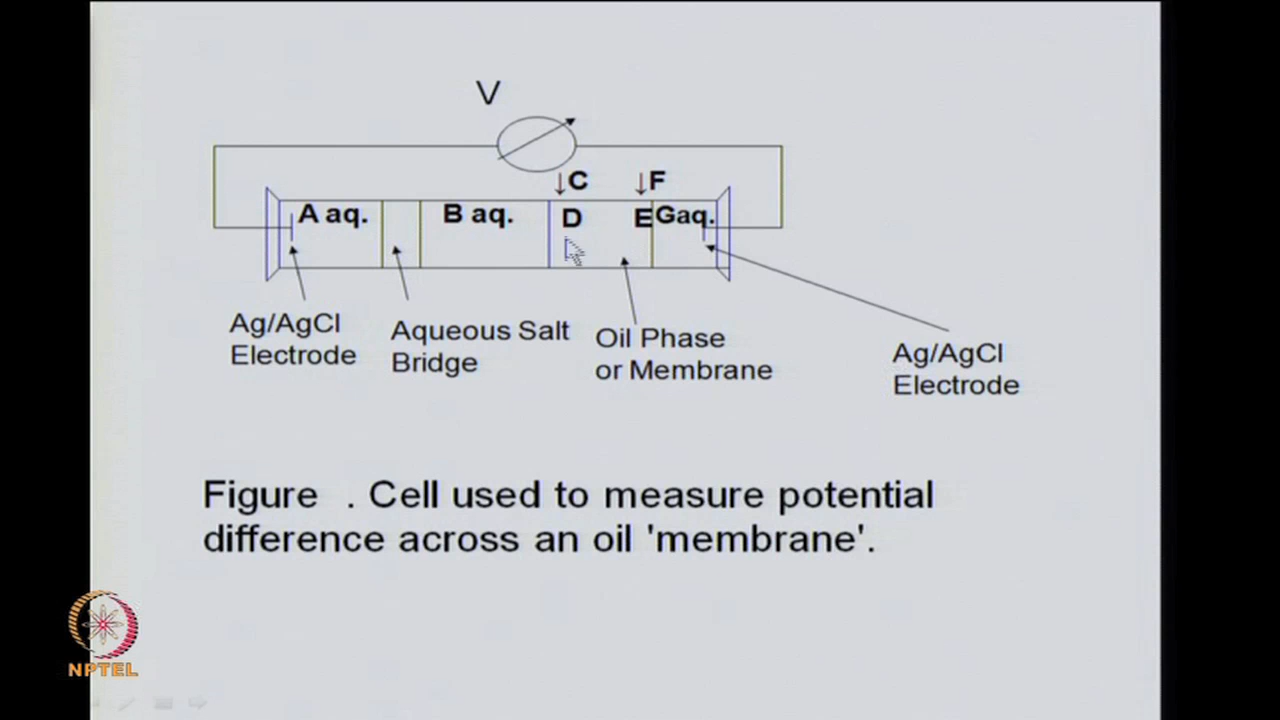 V
↓C
↓F
A aq.
B aq.
D
E
Gaq.
Ag/AgCl
Electrode
Aqueous Salt
Bridge
Oil Phase
or Membrane
Ag/AgCl
Electrode
Figure . Cell used to measure potential
difference across an oil 'membrane'.
NPTEL